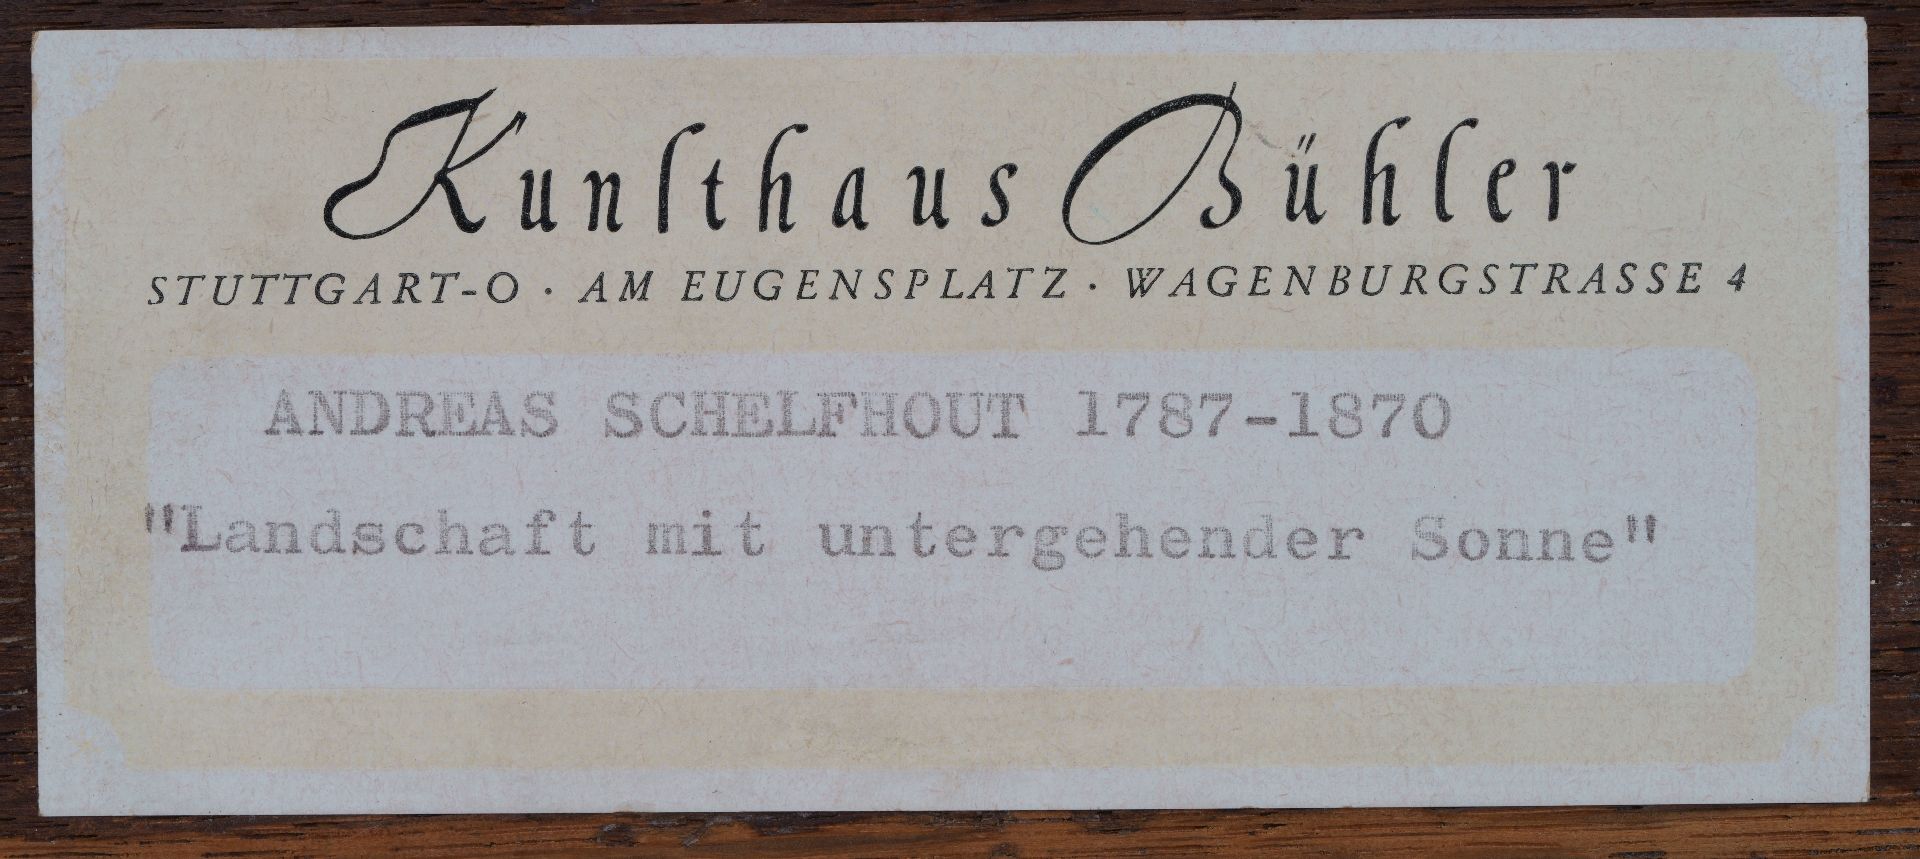 Kunſthaus Bühler
STUTTGART-O · AM EUGENSPLATZ · WAGENBURGSTRASSE 4
ANDREAS SCHELFHOUT 1787-1870
"Landschaft mit untergehender Sonne"